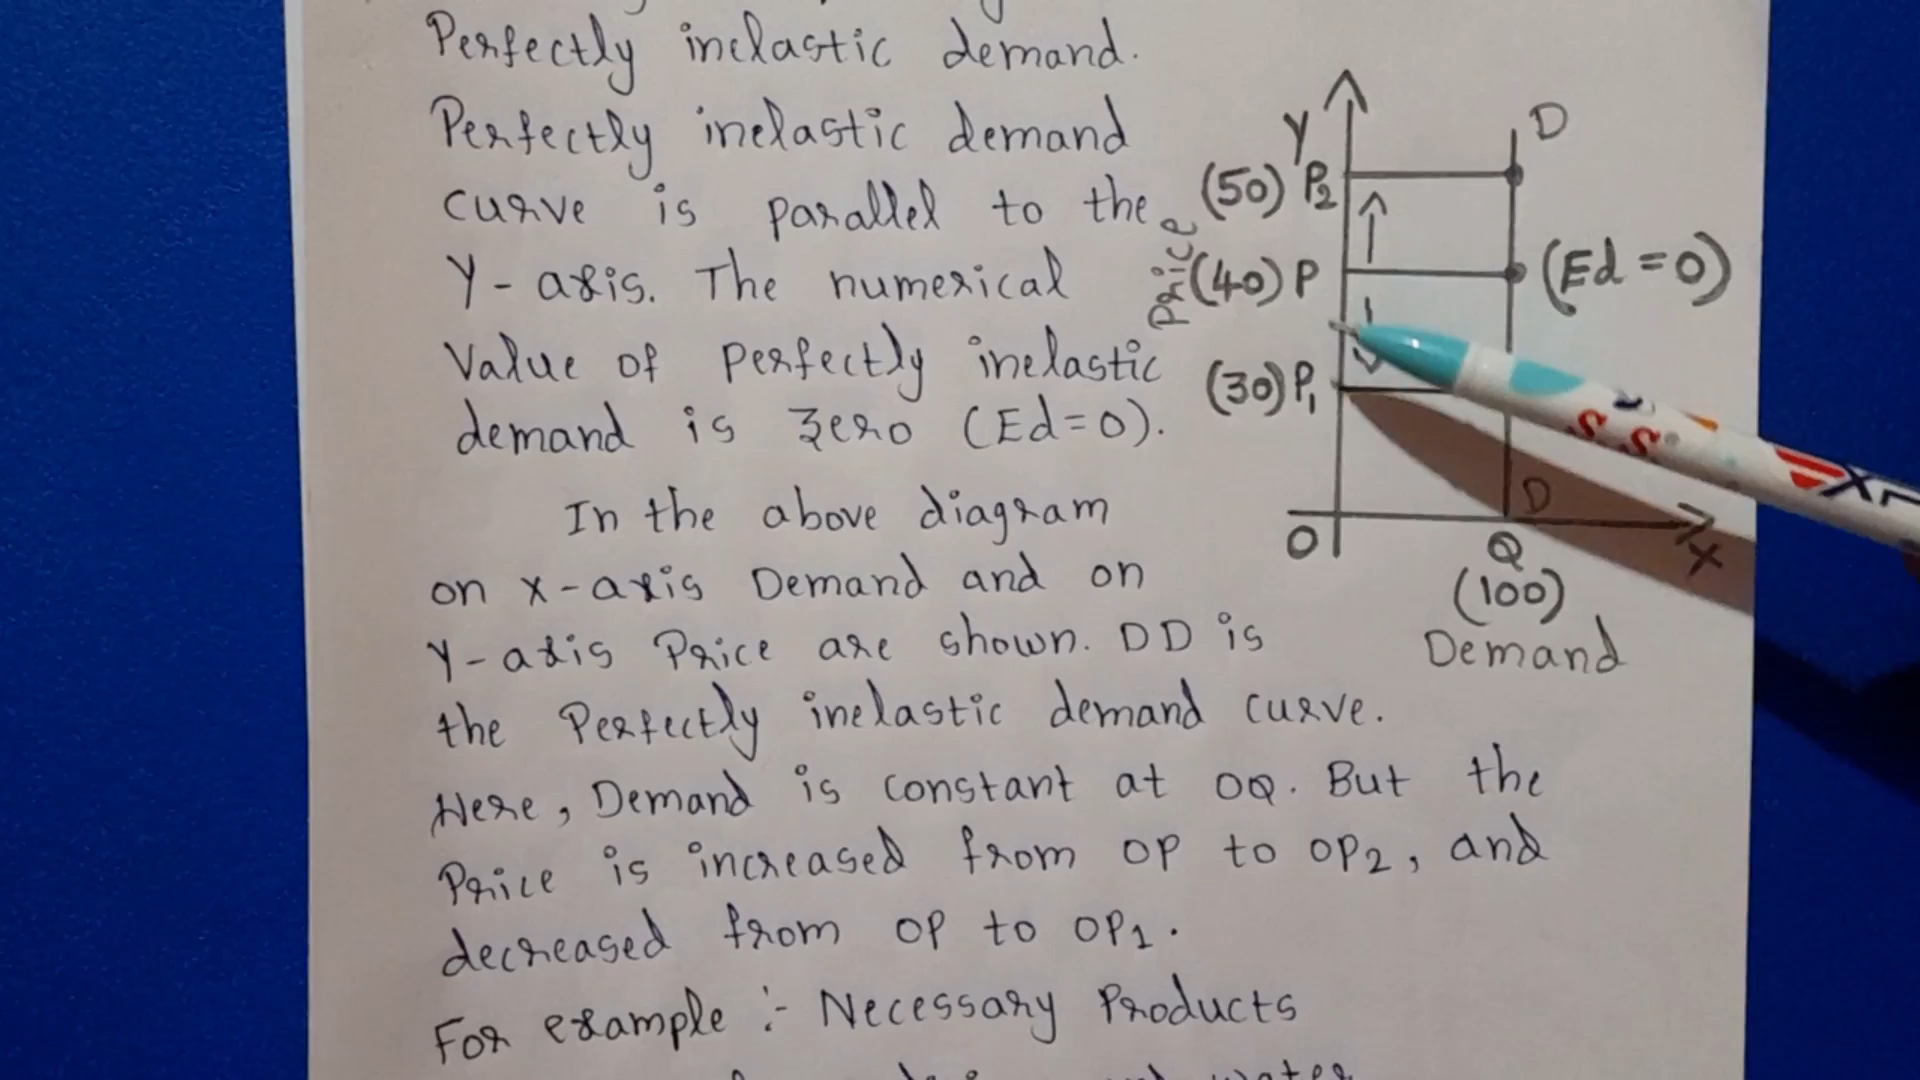 Perfectly inelastic demand.
Perfectly inelastic demand
curve is parallel to the
Y-axis. The numerical
Value of perfectly inelastic
demand is zero (Ed=0).
In the above diagram
on x-axis Demand and on
Y-axis Price are shown. DD is
the Perfectly inelastic demand curve.
Here, Demand is constant at OQ. But the
Price is increased from OP to OP2, and
decreased from OP to OP1.
For example :- Necessary Products
water
Y
D
(50) P2
Price
(40) P
(Ed=0)
(30) P1
D
O
Q
X
(100)
Demand